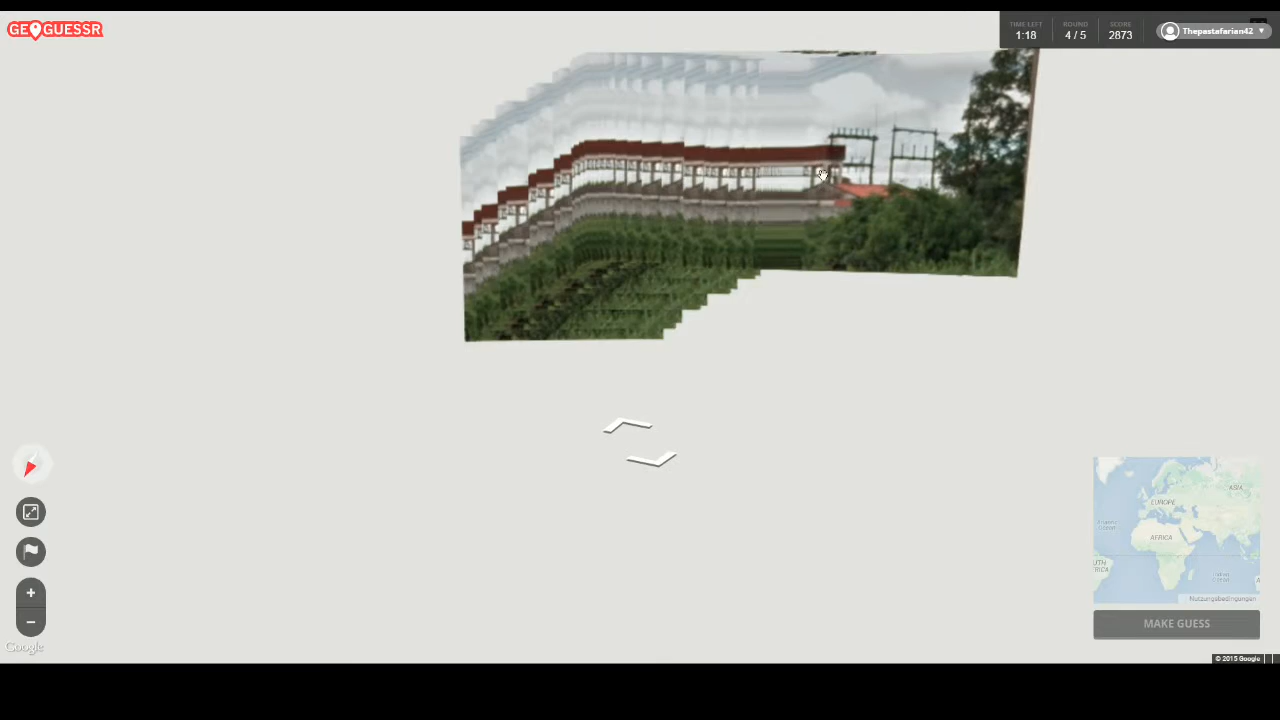 GEOGUESSR
TIME LEFT
1:18
ROUND
4 / 5
SCORE
2873
Thepastafarian42
EUROPE
ASIA
AFRICA
Nutzungsbedingungen
MAKE GUESS
Google
© 2015 Google